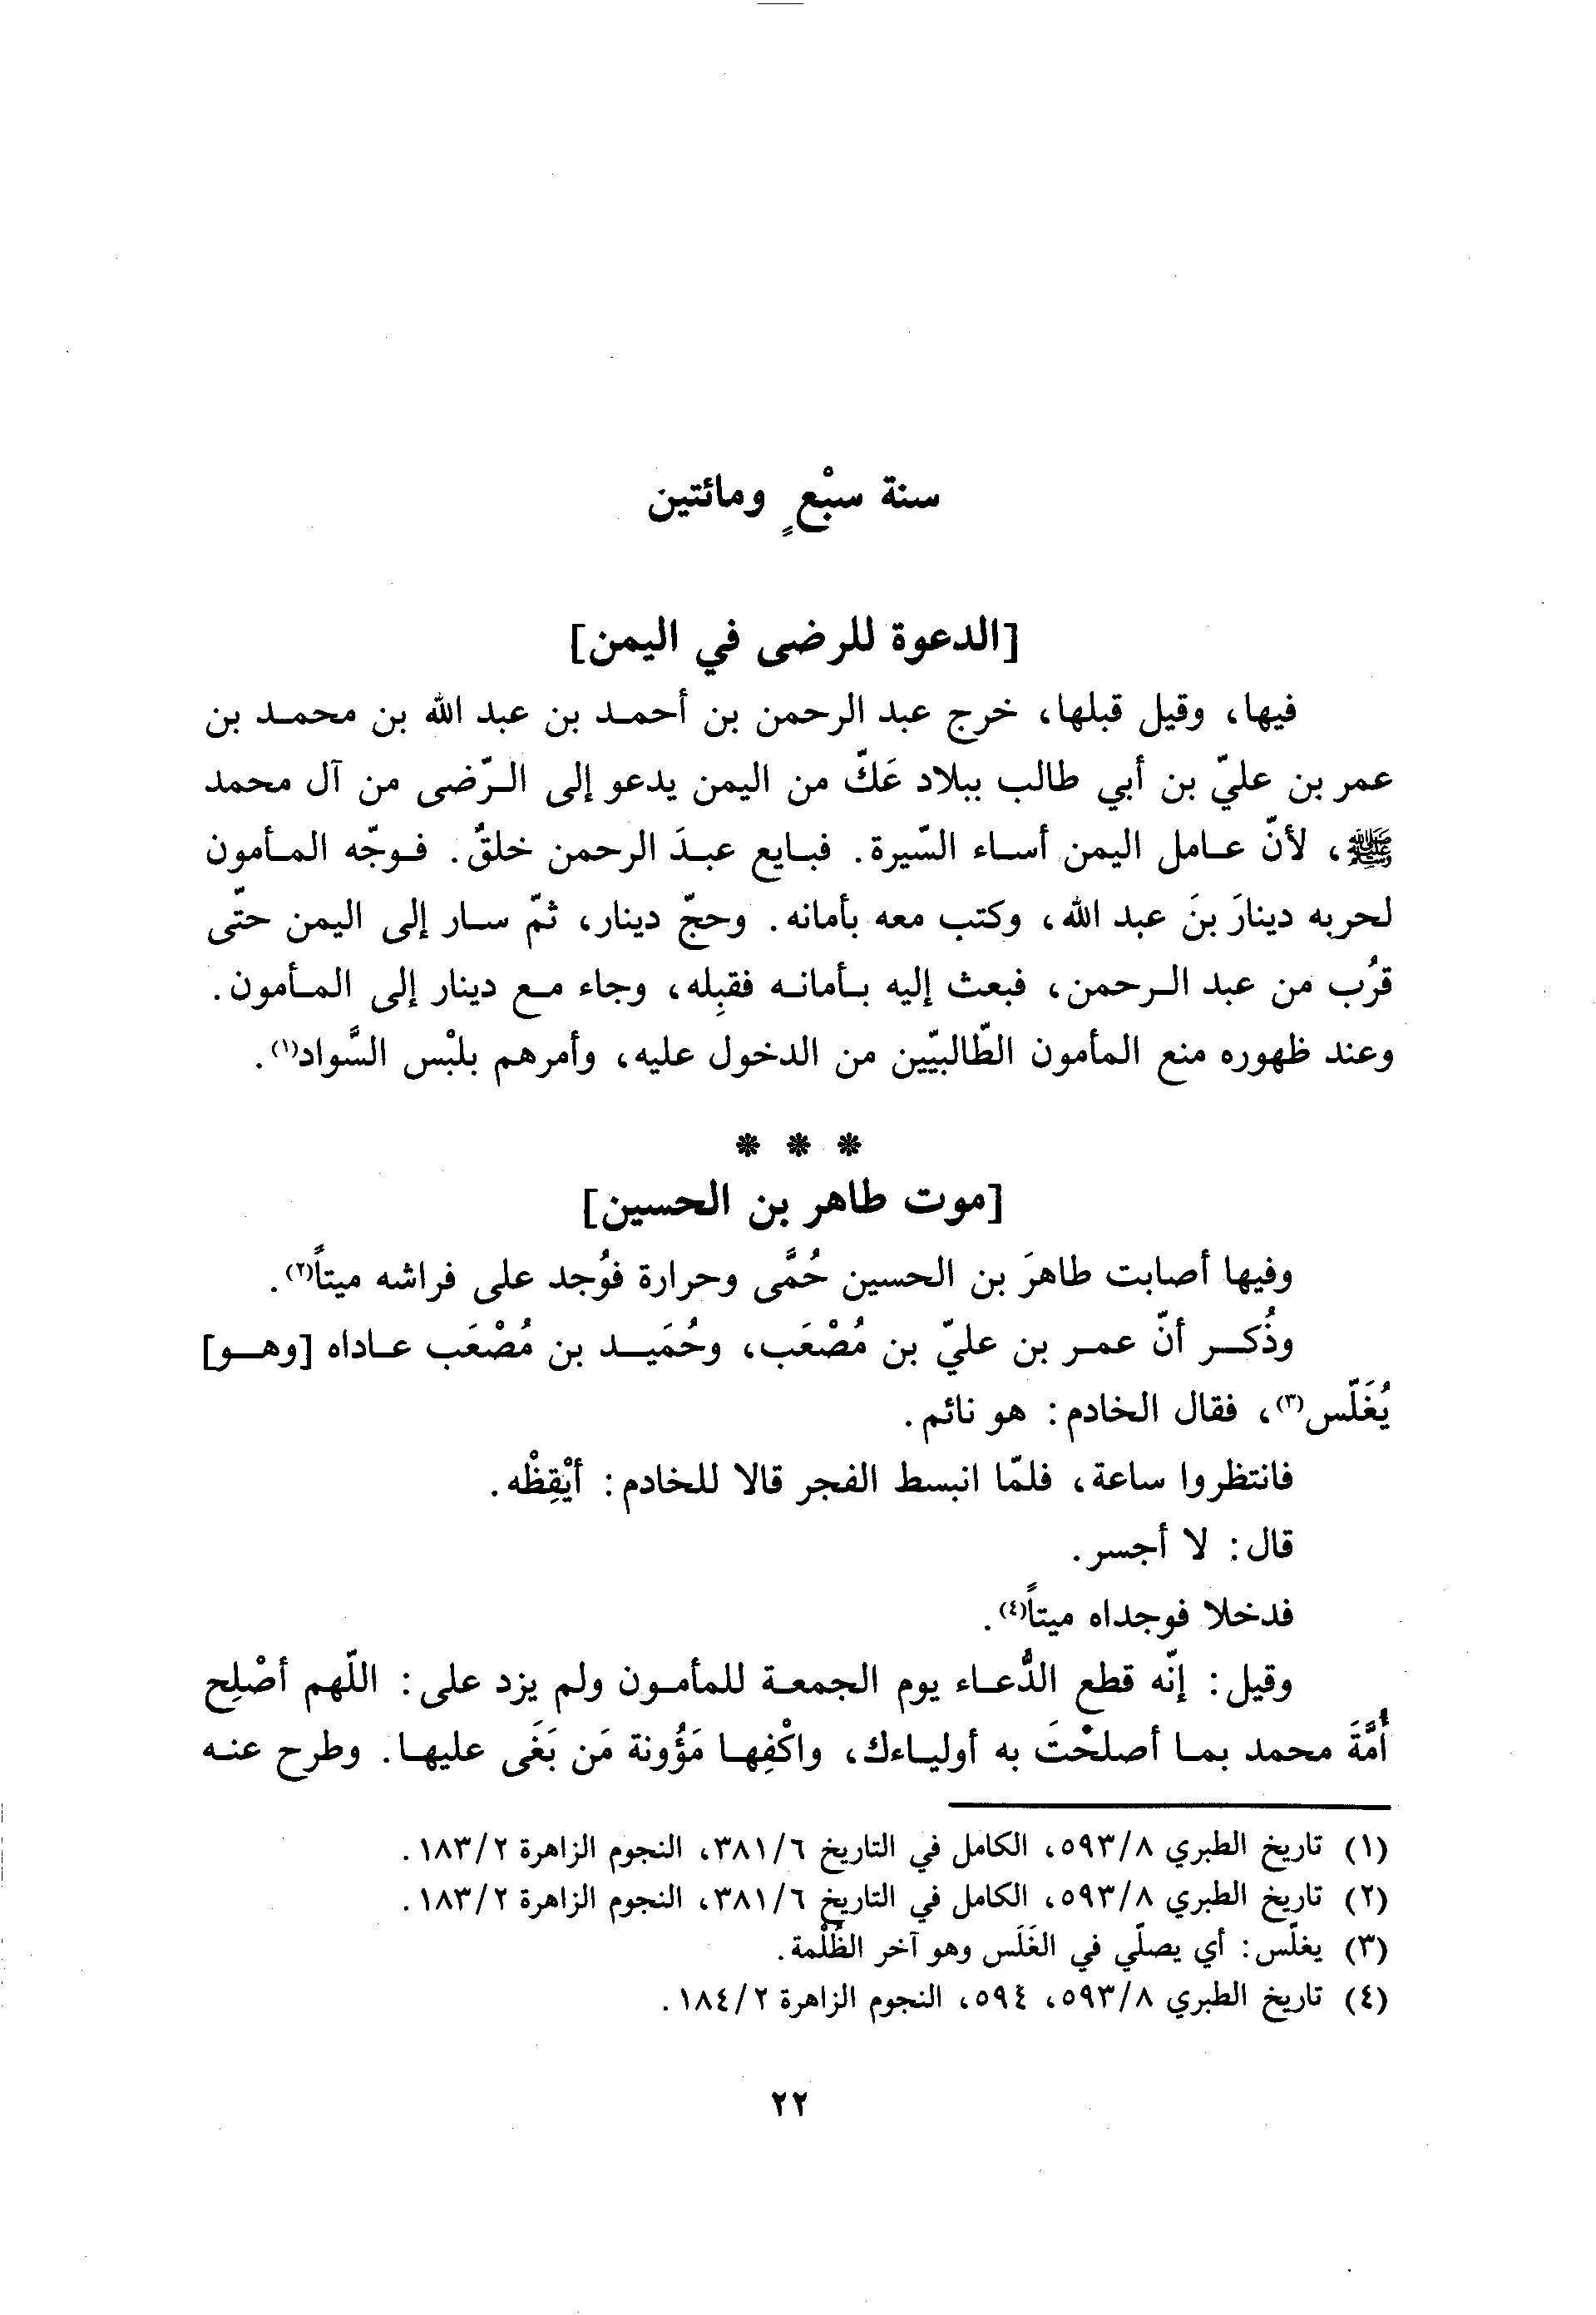 سنة سبْعٍ ومائتين
[الدعوة للرضى في اليمن]
فيها، وقيل قبلها، خرج عبد الرحمن بن أحمد بن عبد الله بن محمد بن
عمر بن عليّ بن أبي طالب ببلاد عَكّ من اليمن يدعو إلى الرّضى من آل محمد
ﷺ، لأنّ عامل اليمن أساء السّيرة. فبايع عبدَ الرحمن خلقٌ. فوجّه المأمون
لحربه دينارَ بنَ عبد الله، وكتب معه بأمانه. وحجّ دينار، ثمّ سار إلى اليمن حتّى
قرُب من عبد الرحمن، فبعث إليه بأمانه فقبِله، وجاء مع دينار إلى المأمون.
وعند ظهوره منع المأمون الطّالبيّين من الدخول عليه، وأمرهم بلبْس السَّواد(١).
* * *
[موت طاهر بن الحسين]
وفيها أصابت طاهرَ بن الحسين حُمَّى وحرارة فوُجد على فراشه ميتاً(٢).
وذُكر أنّ عمر بن عليّ بن مُصْعَب، وحُمَيد بن مُصْعَب عاداه [وهو]
يُغَلّس(٣)، فقال الخادم: هو نائم.
فانتظروا ساعة، فلمّا انبسط الفجر قالا للخادم: أيْقِظْه.
قال: لا أجسر.
فدخلا فوجداه ميتاً(٤).
وقيل: إنّه قطع الدُّعاء يوم الجمعة للمأمون ولم يزد على: اللّهم أصْلِح
أُمَّةَ محمد بما أصلحْتَ به أولياءك، واكْفِها مَؤُونة مَن بَغَى عليها. وطرح عنه
(١) تاريخ الطبري ٥٩٣/٨، الكامل في التاريخ ٣٨١/٦، النجوم الزاهرة ١٨٣/٢.
(٢) تاريخ الطبري ٥٩٣/٨، الكامل في التاريخ ٣٨١/٦، النجوم الزاهرة ١٨٣/٢.
(٣) يغلّس: أي يصلّي في الغَلَس وهو آخر الظُلْمة.
(٤) تاريخ الطبري ٥٩٣/٨، ٥٩٤، النجوم الزاهرة ١٨٤/٢.
٢٢